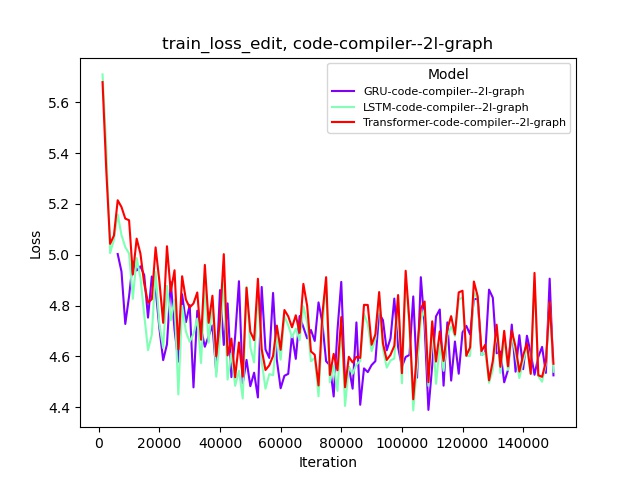 train_loss_edit, code-compiler--2l-graph
Model
GRU-code-compiler--2l-graph
LSTM-code-compiler--2l-graph
Transformer-code-compiler--2l-graph
Loss
5.6
5.4
5.2
5.0
4.8
4.6
4.4
0 20000 40000 60000 80000 100000 120000 140000
Iteration